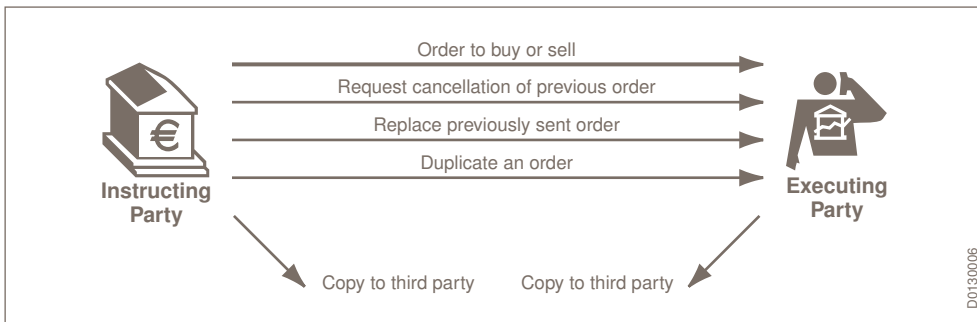 Order to buy or sell
Request cancellation of previous order
Replace previously sent order
Duplicate an order
€
Instructing
Party
Executing
Party
Copy to third party
Copy to third party
D0130006